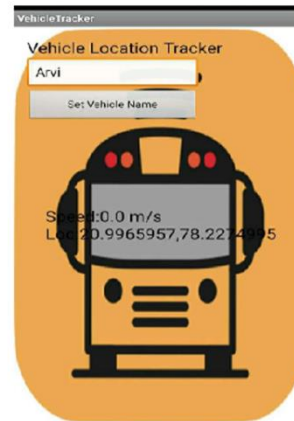 VehicleTracker
Vehicle Location Tracker
Arvi
Set Vehicle Name
Speed:0.0 m/s
Loc:20.9965957,78.2274995